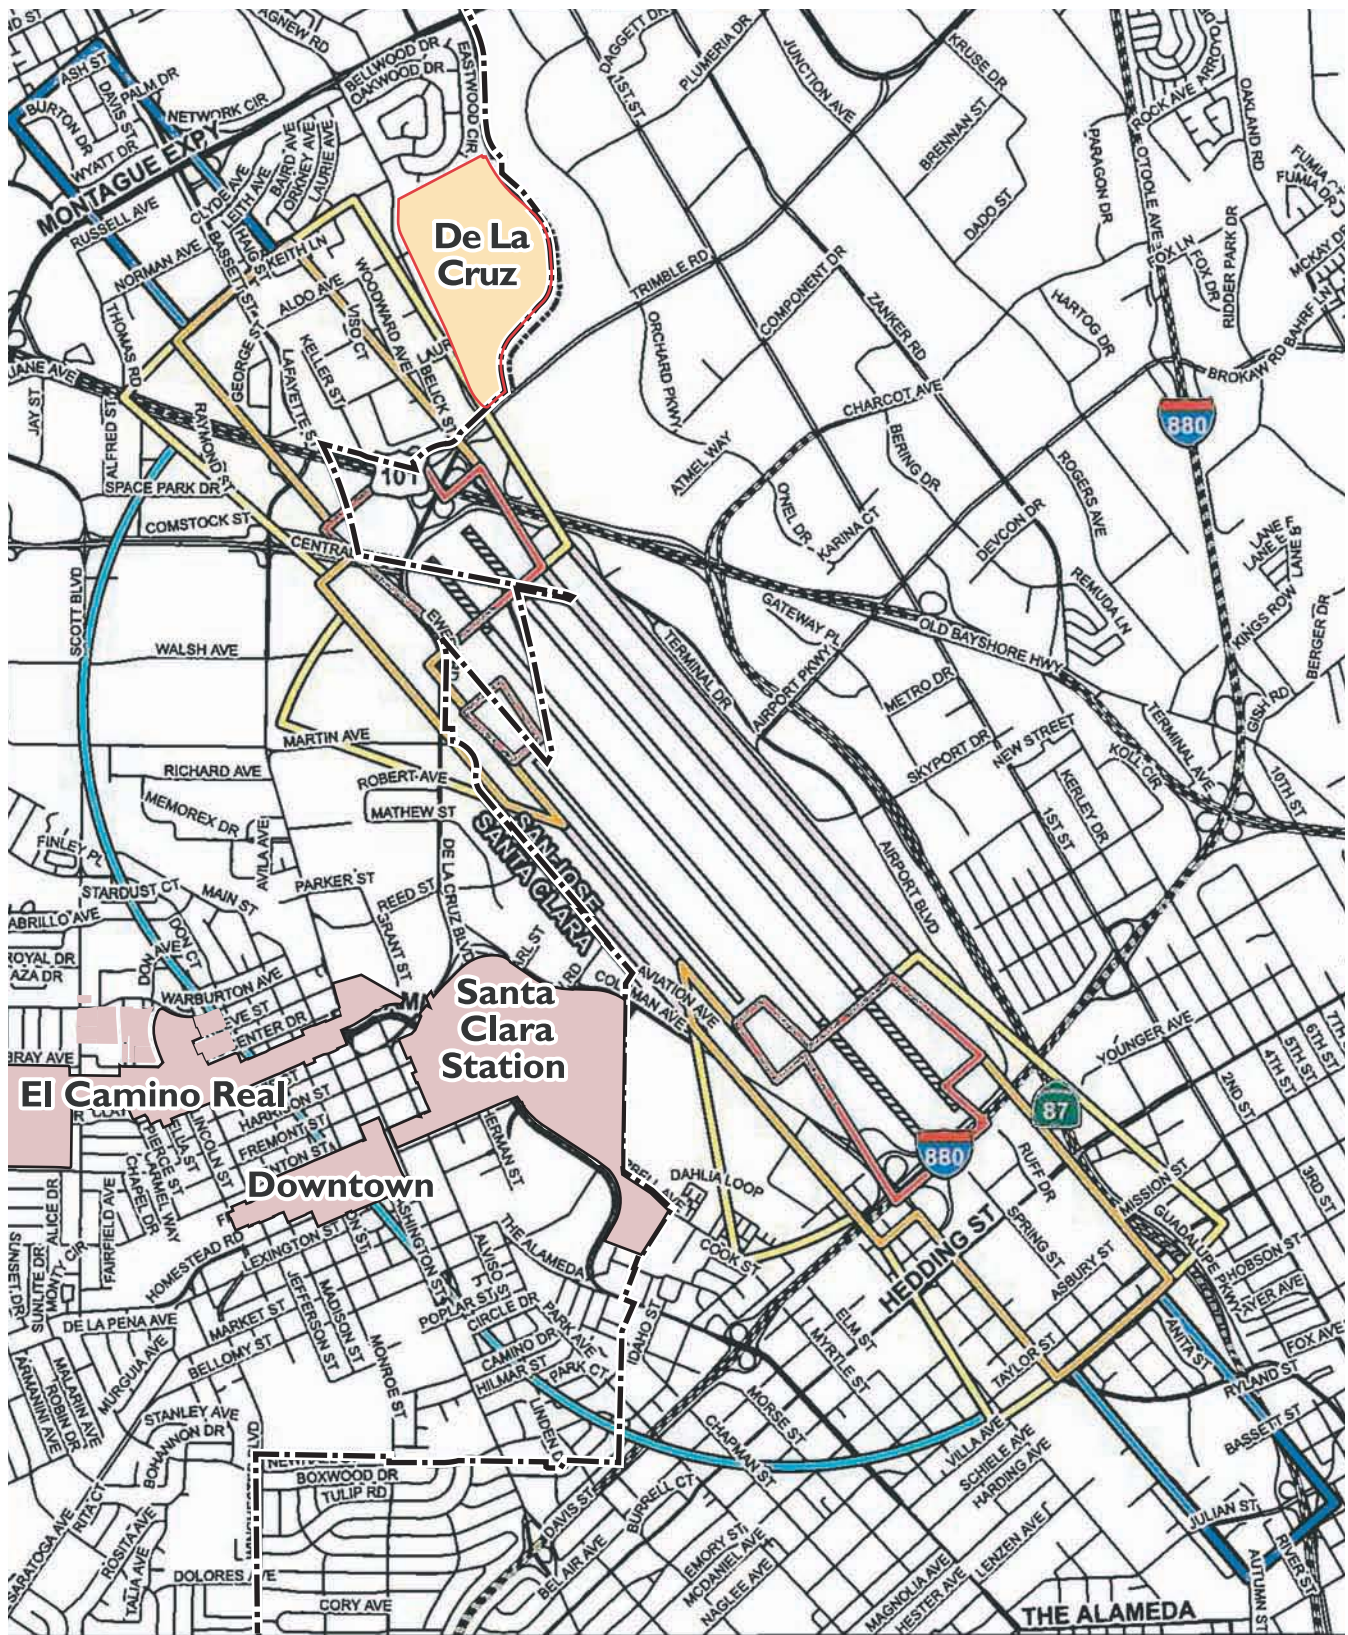 AGNEW RD
BELLWOOD DR
OAKWOOD DR
EASTWOOD CIR
DAGGETT DR
1ST ST
PLUMERIA DR
JUNCTION AVE
KRUSE DR
BRENNAN ST
DADO ST
ROCK AVE
OAKLAND RD
PARAGON DR
O'TOOLE AVE
FUMIA DR
ASH ST
DAVIS ST
PALM DR
BURTON DR
WYATT DR
NETWORK CIR
MONTAGUE EXPY
CLYDE AVE
LEITH AVE
BAIRD AVE
ORKNEY AVE
LAURIE AVE
RUSSELL AVE
NORMAN AVE
BASSETT ST
HAIG ST
KEITH LN
De La
Cruz
ALDO AVE
WOODWARD AVE
VISO CT
THOMAS RD
GEORGE ST
LAFAYETTE ST
KELLER ST
TRIMBLE RD
COMPONENT DR
ORCHARD PKWY
ZANKER RD
FOX LN
FOX DR
RIDDER PARK DR
MCKAY DR
HARTOG DR
BROKAW RD
BAHRF LN
880
JAY ST
ALFRED ST
RAYMOND
SPACE PARK DR
COMSTOCK ST
CENTRAL
101
CHARCOT AVE
BERING DR
ATMEL WAY
O'NEL DR
KARINA CT
ROGERS AVE
DEVCON DR
REMUDA LN
LANE B
KINGS ROW
BERGER DR
GISH RD
SCOTT BLVD
WALSH AVE
GATEWAY PL
OLD BAYSHORE HWY
AIRPORT PKWY
TERMINAL DR
METRO DR
SKYPORT DR
NEW STREET
TERMINAL AVE
KOLL CIR
10TH ST
KERLEY DR
1ST ST
MARTIN AVE
RICHARD AVE
ROBERT AVE
MEMOREX DR
MATHEW ST
SAN JOSE
SANTA CLARA
FINLEY PL
AVILA AVE
DE LA CRUZ BLVD
STARDUST CT
MAIN ST
PARKER ST
REED ST
GRANT ST
AIRPORT BLVD
CABRILLO AVE
DON AVE
DON CT
ROYAL DR
WARBURTON AVE
AVIATION AVE
COLEMAN AVE
Santa
Clara
Station
BRAY AVE
El Camino Real
YOUNGER AVE
7TH ST
6TH ST
5TH ST
4TH ST
2ND ST
3RD ST
87
880
HARRISON ST
FREMONT ST
LINCOLN ST
PIERCE ST
CARMEL WAY
CHAPEL DR
Downtown
ALICE DR
FAIRFIELD AVE
MONTY CIR
SUNLITE DR
SUNSET DR
HOMESTEAD RD
LEXINGTON ST
DAHLIA LOOP
COOK ST
THE ALAMEDA
RUFF DR
SPRING ST
MISSION ST
GUADALUPE PKWY
HEDDING ST
ASBURY ST
HOBSON ST
AYER AVE
FOX AVE
DE LA PENA AVE
MARKET ST
BELLOMY ST
JEFFERSON ST
MADISON ST
MONROE ST
POPLAR ST
ALVISO ST
CIRCLE DR
PARK AVE
CAMINO DR
HILMAR ST
PARK CT
IDAHO ST
ELM ST
MYRTLE ST
TAYLOR ST
ANITA ST
RYLAND ST
BASSETT ST
ARMANINI AVE
MALARIN AVE
ROBIN DR
MURGUIA AVE
STANLEY AVE
BOHANNON DR
BOXWOOD DR
TULIP RD
MORSE ST
CHAPMAN ST
VILLA AVE
SCHIELE AVE
HARDING AVE
SARATOGA AVE
RITA CT
ROSITA AVE
TALIA AVE
DOLORES AVE
CORY AVE
DAVIS ST
BEL AIR AVE
BURRELL CT
EMORY ST
MCDANIEL AVE
NAGLEE AVE
MAGNOLIA AVE
HESTER AVE
LENZEN AVE
JULIAN ST
RIVER ST
AUTUMN ST
THE ALAMEDA